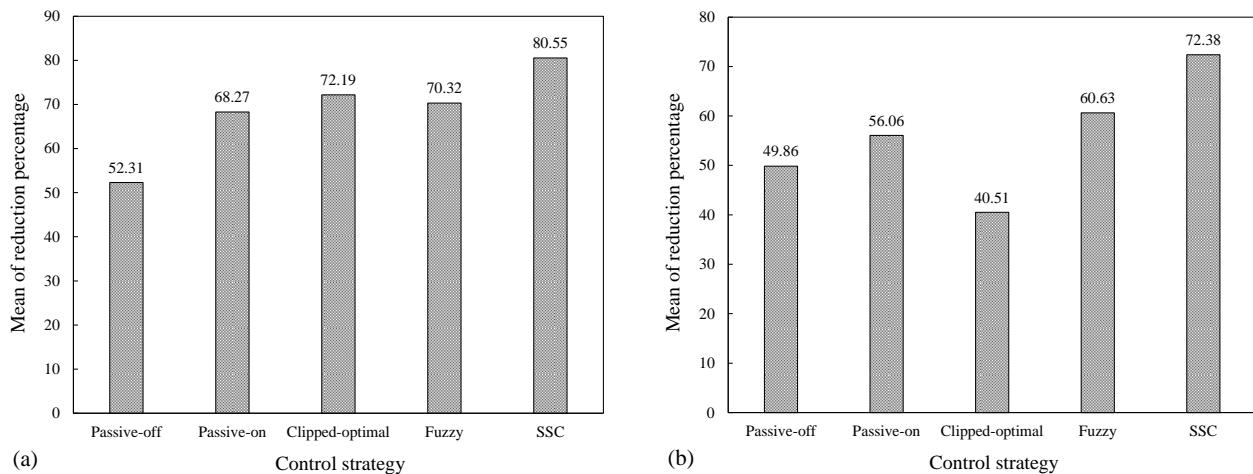 Mean of reduction percentage
90
80
70
60
50
40
30
20
10
0
52.31
68.27
72.19
70.32
80.55
Passive-off
Passive-on
Clipped-optimal
Fuzzy
SSC
Control strategy
(a)
Mean of reduction percentage
80
70
60
50
40
30
20
10
0
49.86
56.06
40.51
60.63
72.38
Passive-off
Passive-on
Clipped-optimal
Fuzzy
SSC
Control strategy
(b)